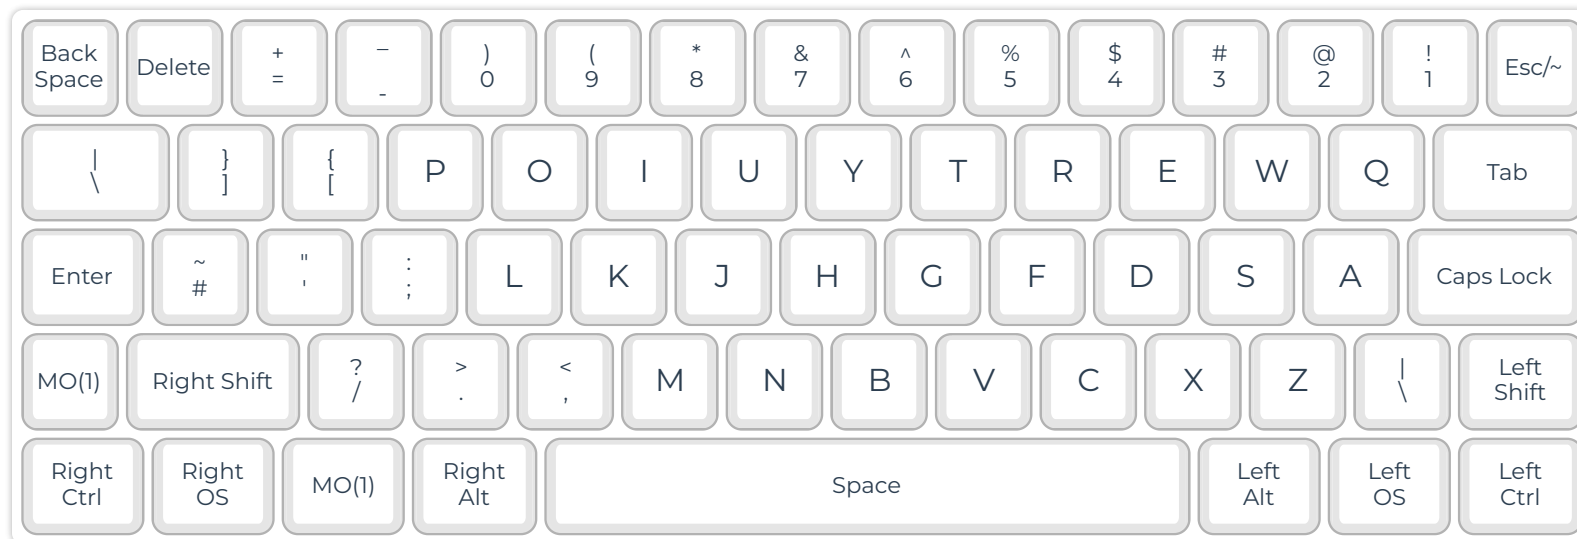 Back Space Delete + = _ - ) 0 ( 9 * 8 & 7 ^ 6 % 5 $ 4 # 3 @ 2 ! 1 Esc/~
| \ } ] { [ P O I U Y T R E W Q Tab
Enter ~ # " ' : ; L K J H G F D S A Caps Lock
MO(1) Right Shift ? / > . < , M N B V C X Z | \ Left Shift
Right Ctrl Right OS MO(1) Right Alt Space Left Alt Left OS Left Ctrl